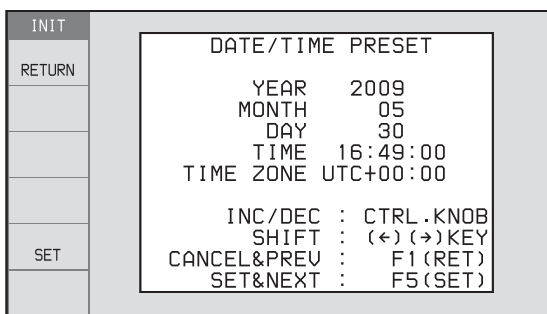 INIT
RETURN
SET
DATE/TIME PRESET
YEAR 2009
MONTH 05
DAY 30
TIME 16:49:00
TIME ZONE UTC+00:00
INC/DEC : CTRL.KNOB
SHIFT : (←)(→)KEY
CANCEL&PREV : F1(RET)
SET&NEXT : F5(SET)